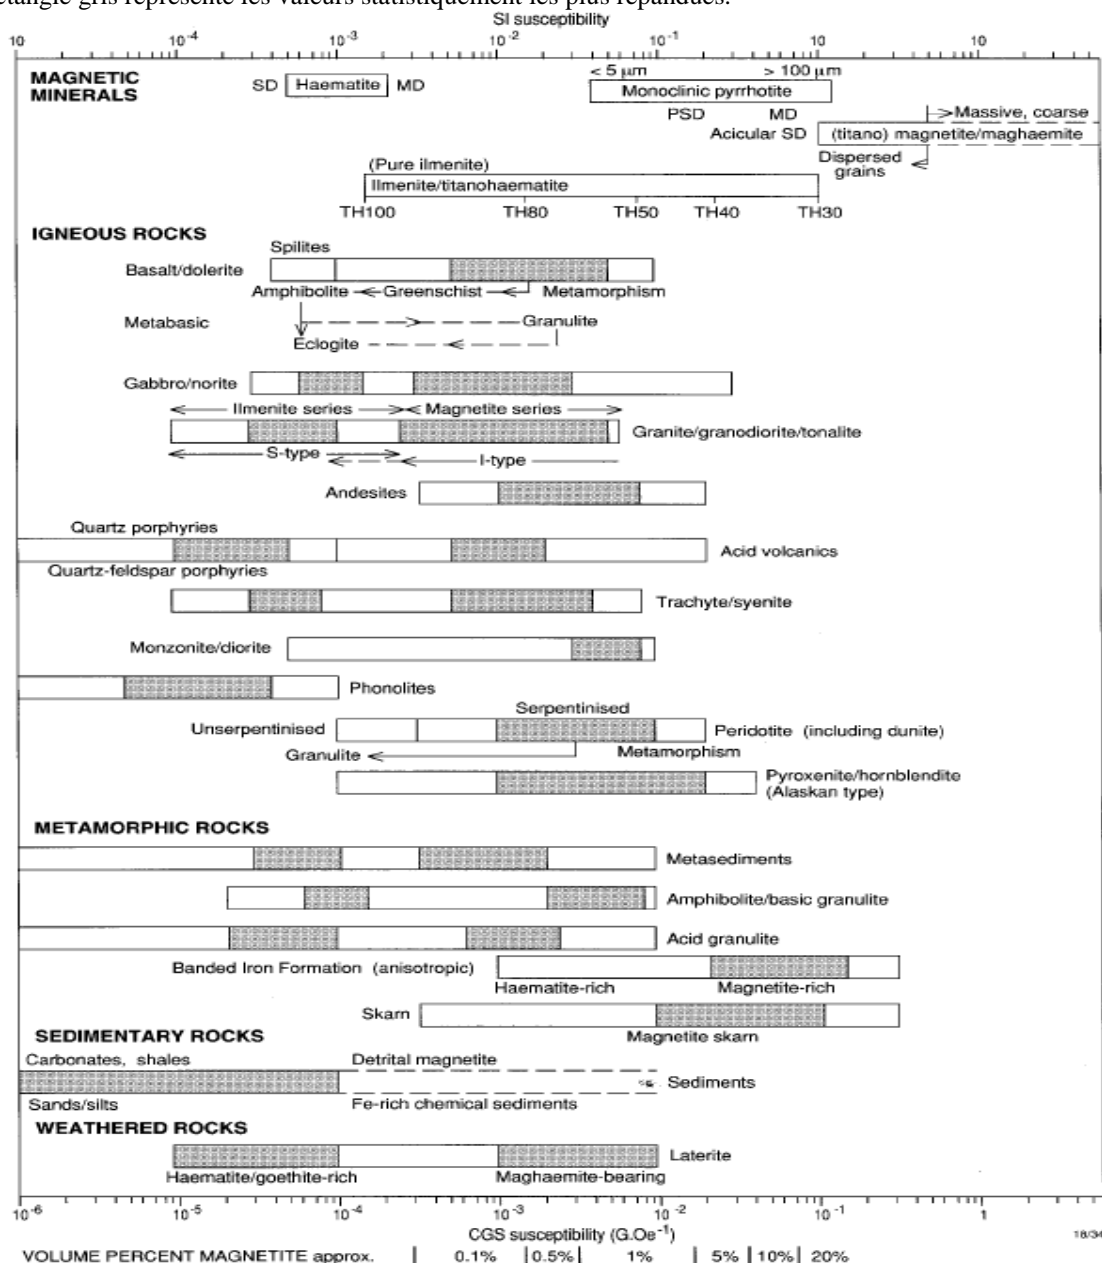 rectangle gris représente les valeurs statistiquement les plus répandues.
SI susceptibility
10 10⁻⁴ 10⁻³ 10⁻² 10⁻¹ 10 10
MAGNETIC MINERALS
SD Haematite MD
< 5 μm > 100 μm
Monoclinic pyrrhotite
PSD MD
Massive, coarse
Acicular SD (titano) magnetite/maghaemite
Dispersed grains
(Pure ilmenite)
Ilmenite/titanohaematite
TH100 TH80 TH50 TH40 TH30
IGNEOUS ROCKS
Spilites
Basalt/dolerite
Amphibolite Greenschist Metamorphism
Metabasic Granulite
Eclogite
Gabbro/norite
Ilmenite series Magnetite series
Granite/granodiorite/tonalite
S-type I-type
Andesites
Quartz porphyries
Acid volcanics
Quartz-feldspar porphyries
Trachyte/syenite
Monzonite/diorite
Phonolites
Serpentinised
Unserpentinised Peridotite (including dunite)
Granulite Metamorphism
Pyroxenite/hornblendite
(Alaskan type)
METAMORPHIC ROCKS
Metasediments
Amphibolite/basic granulite
Acid granulite
Banded Iron Formation (anisotropic)
Haematite-rich Magnetite-rich
Skarn
Magnetite skarn
SEDIMENTARY ROCKS
Carbonates, shales Detrital magnetite
Sediments
Sands/silts Fe-rich chemical sediments
WEATHERED ROCKS
Laterite
Haematite/goethite-rich Maghaemite-bearing
10⁻⁶ 10⁻⁵ 10⁻⁴ 10⁻³ 10⁻² 10⁻¹ 1
CGS susceptibility (G.Oe⁻¹)
18/34
VOLUME PERCENT MAGNETITE approx. | 0.1% |0.5%| 1% | 5% |10%| 20%